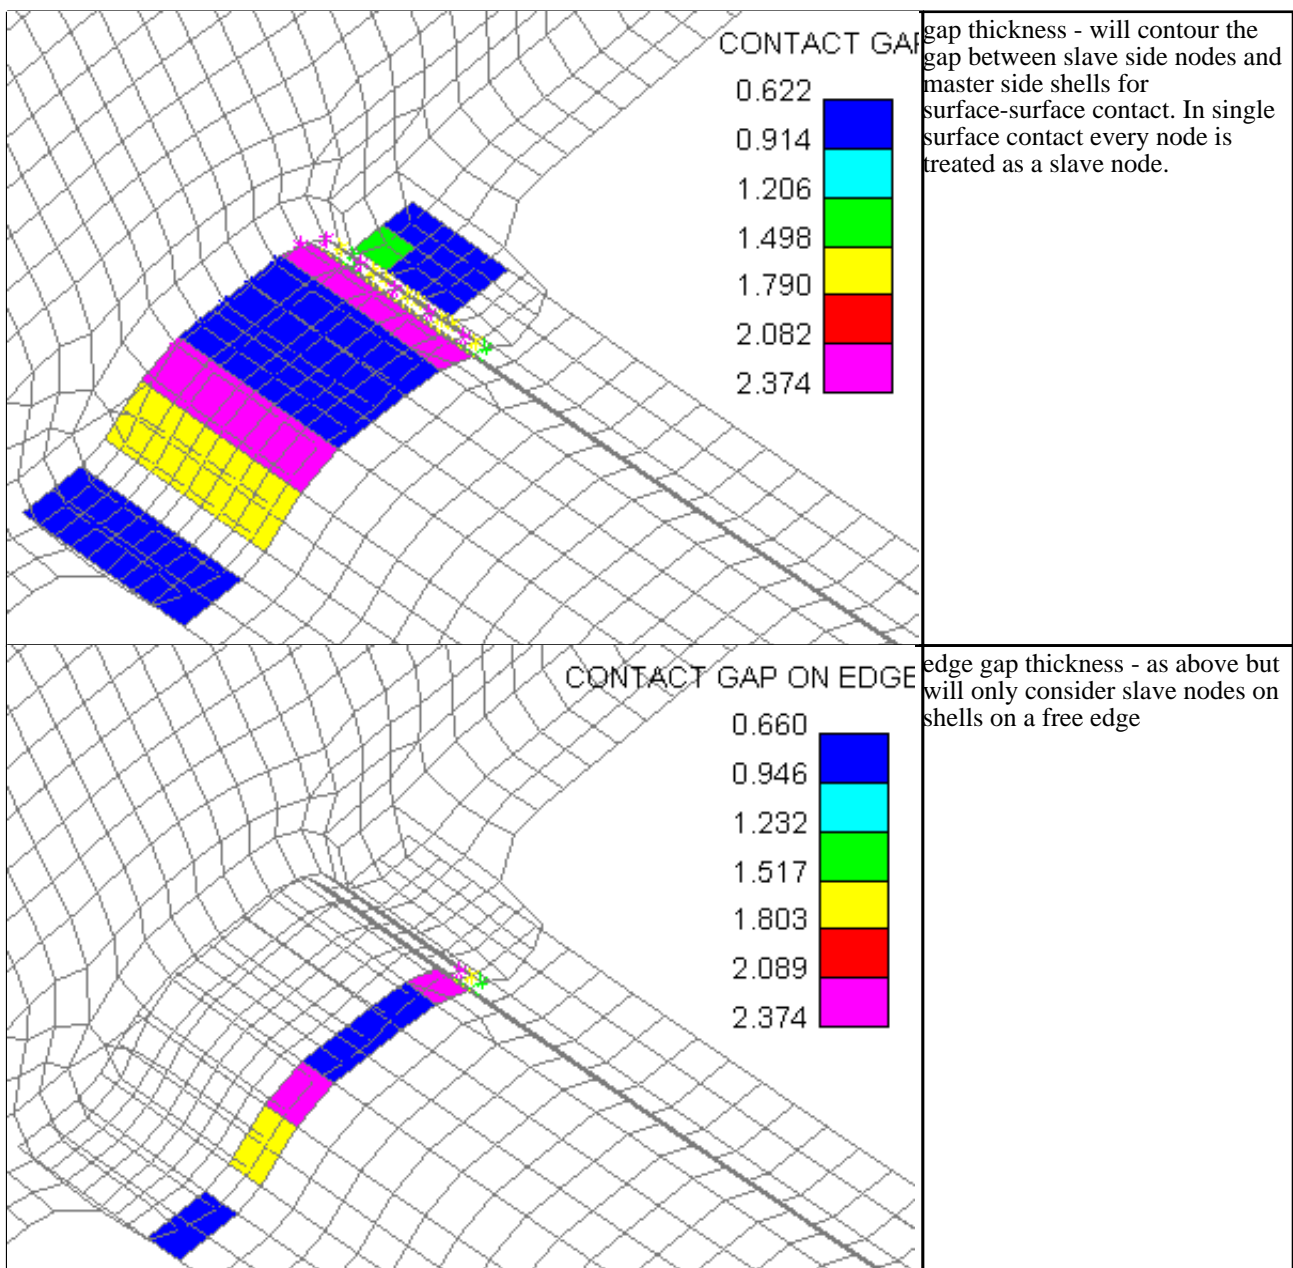 CONTACT GAP
0.622
0.914
1.206
1.498
1.790
2.082
2.374
gap thickness - will contour the
gap between slave side nodes and
master side shells for
surface-surface contact. In single
surface contact every node is
treated as a slave node.
CONTACT GAP ON EDGE
0.660
0.946
1.232
1.517
1.803
2.089
2.374
edge gap thickness - as above but
will only consider slave nodes on
shells on a free edge